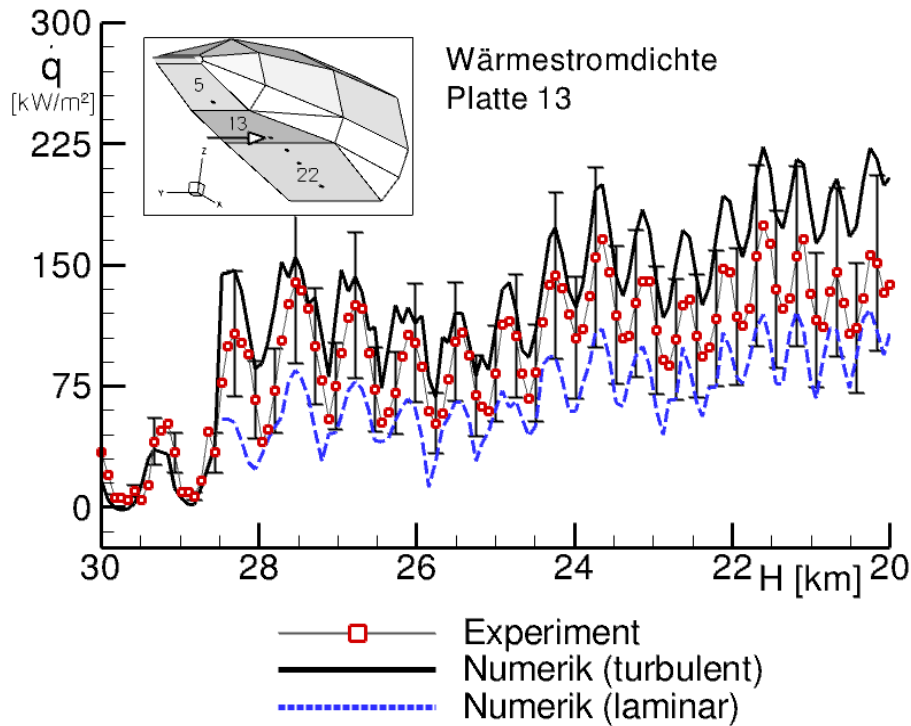 300
q̇
[kW/m²]
225
150
75
0
Wärmestromdichte
Platte 13
5
13
22
Z
Y
X
30
28
26
24
22
H [km]
20
Experiment
Numerik (turbulent)
Numerik (laminar)